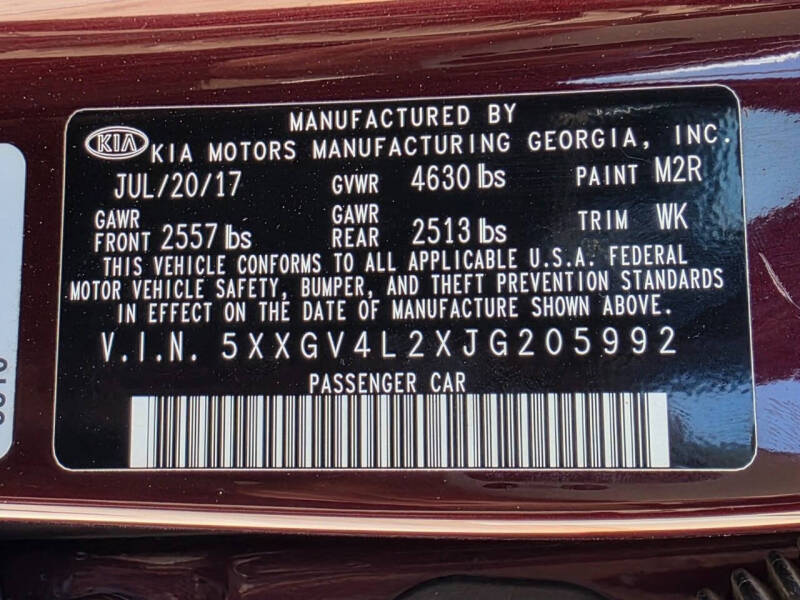 MANUFACTURED BY
KIA KIA MOTORS MANUFACTURING GEORGIA, INC.
JUL/20/17 GVWR 4630 lbs PAINT M2R
GAWR FRONT 2557 lbs GAWR REAR 2513 lbs TRIM WK
THIS VEHICLE CONFORMS TO ALL APPLICABLE U.S.A. FEDERAL
MOTOR VEHICLE SAFETY, BUMPER, AND THEFT PREVENTION STANDARDS
IN EFFECT ON THE DATE OF MANUFACTURE SHOWN ABOVE.
V.I.N. 5XXGV4L2XJG205992
PASSENGER CAR